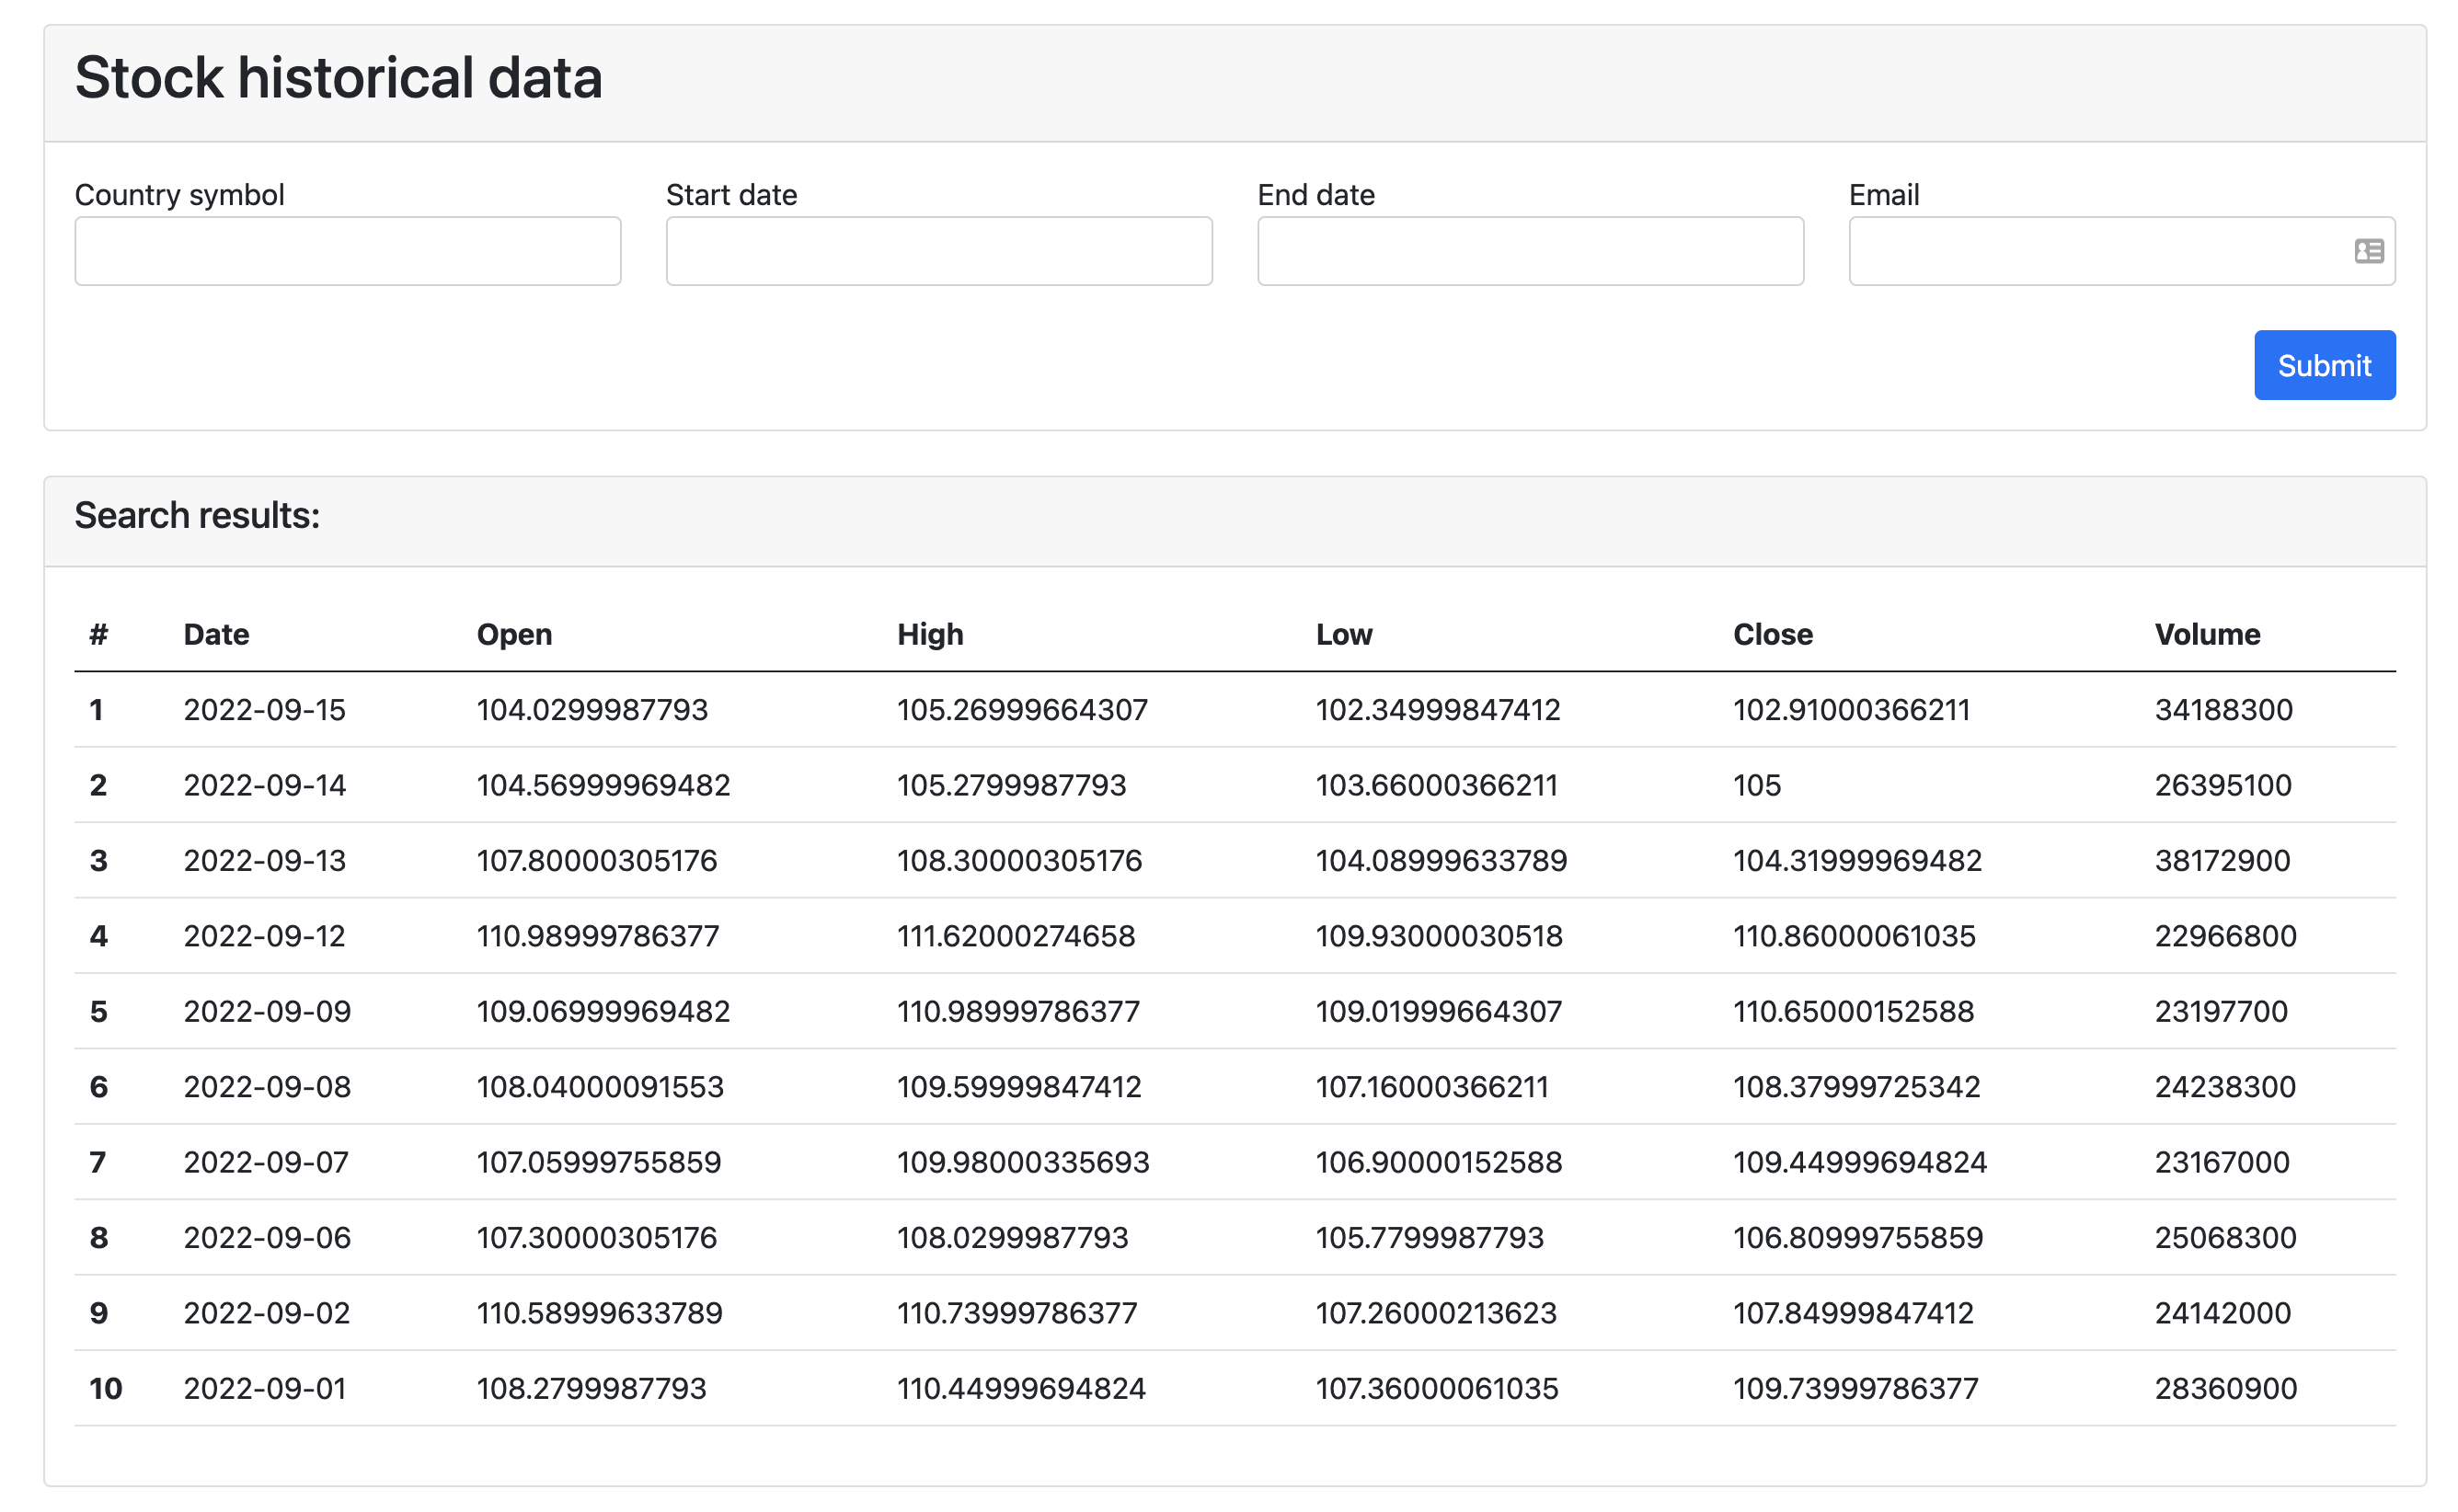 Stock historical data
Country symbol Start date End date Email
Submit
Search results:
# Date Open High Low Close Volume
1 2022-09-15 104.0299987793 105.26999664307 102.34999847412 102.91000366211 34188300
2 2022-09-14 104.56999969482 105.2799987793 103.66000366211 105 26395100
3 2022-09-13 107.80000305176 108.30000305176 104.08999633789 104.31999969482 38172900
4 2022-09-12 110.98999786377 111.62000274658 109.93000030518 110.86000061035 22966800
5 2022-09-09 109.06999969482 110.98999786377 109.01999664307 110.65000152588 23197700
6 2022-09-08 108.04000091553 109.59999847412 107.16000366211 108.37999725342 24238300
7 2022-09-07 107.05999755859 109.98000335693 106.90000152588 109.44999694824 23167000
8 2022-09-06 107.30000305176 108.0299987793 105.7799987793 106.80999755859 25068300
9 2022-09-02 110.58999633789 110.73999786377 107.26000213623 107.84999847412 24142000
10 2022-09-01 108.2799987793 110.44999694824 107.36000061035 109.73999786377 28360900